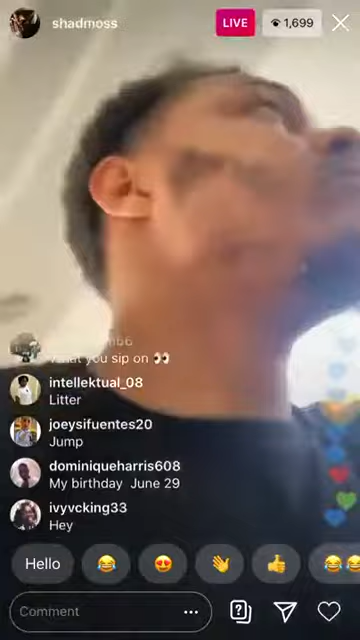 shadmoss
LIVE
1,699
What you sip on 👀
intellektual_08
Litter
joeysifuentes20
Jump
dominiqueharris608
My birthday June 29
ivyvcking33
Hey
Hello
Comment